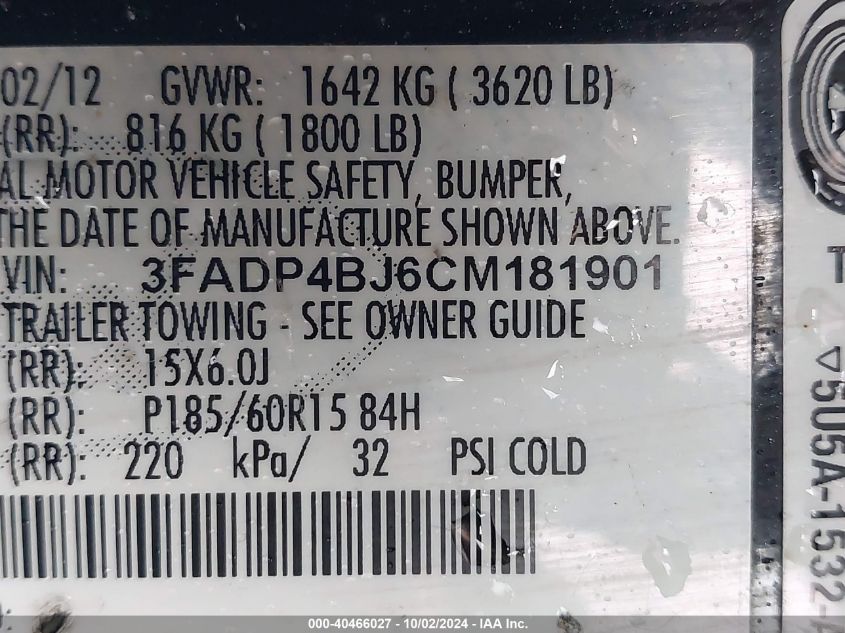 02/12 GVWR: 1642 KG ( 3620 LB)
(RR): 816 KG ( 1800 LB)
AL MOTOR VEHICLE SAFETY, BUMPER,
THE DATE OF MANUFACTURE SHOWN ABOVE.
VIN: 3FADP4BJ6CM181901
TRAILER TOWING - SEE OWNER GUIDE
(RR): 15X6.0J
(RR): P185/60R15 84H
(RR): 220 kPa/ 32 PSI COLD
▽505A-1532-
000-40466027 - 10/02/2024 - IAA Inc.